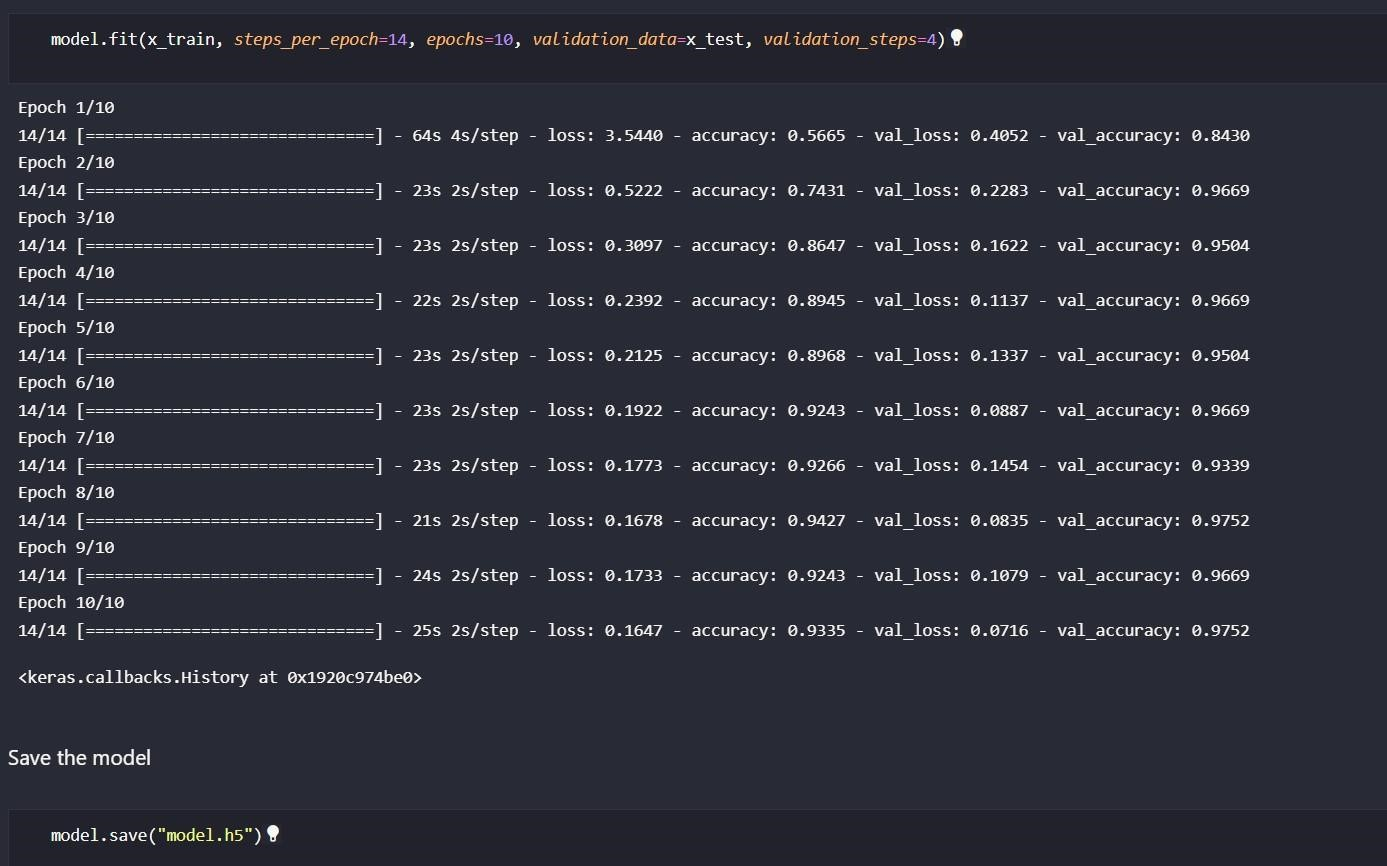 model.fit(x_train, steps_per_epoch=14, epochs=10, validation_data=x_test, validation_steps=4)
Epoch 1/10
14/14 [==============================] - 64s 4s/step - loss: 3.5440 - accuracy: 0.5665 - val_loss: 0.4052 - val_accuracy: 0.8430
Epoch 2/10
14/14 [==============================] - 23s 2s/step - loss: 0.5222 - accuracy: 0.7431 - val_loss: 0.2283 - val_accuracy: 0.9669
Epoch 3/10
14/14 [==============================] - 23s 2s/step - loss: 0.3097 - accuracy: 0.8647 - val_loss: 0.1622 - val_accuracy: 0.9504
Epoch 4/10
14/14 [==============================] - 22s 2s/step - loss: 0.2392 - accuracy: 0.8945 - val_loss: 0.1137 - val_accuracy: 0.9669
Epoch 5/10
14/14 [==============================] - 23s 2s/step - loss: 0.2125 - accuracy: 0.8968 - val_loss: 0.1337 - val_accuracy: 0.9504
Epoch 6/10
14/14 [==============================] - 23s 2s/step - loss: 0.1922 - accuracy: 0.9243 - val_loss: 0.0887 - val_accuracy: 0.9669
Epoch 7/10
14/14 [==============================] - 23s 2s/step - loss: 0.1773 - accuracy: 0.9266 - val_loss: 0.1454 - val_accuracy: 0.9339
Epoch 8/10
14/14 [==============================] - 21s 2s/step - loss: 0.1678 - accuracy: 0.9427 - val_loss: 0.0835 - val_accuracy: 0.9752
Epoch 9/10
14/14 [==============================] - 24s 2s/step - loss: 0.1733 - accuracy: 0.9243 - val_loss: 0.1079 - val_accuracy: 0.9669
Epoch 10/10
14/14 [==============================] - 25s 2s/step - loss: 0.1647 - accuracy: 0.9335 - val_loss: 0.0716 - val_accuracy: 0.9752
<keras.callbacks.History at 0x1920c974be0>
Save the model
model.save("model.h5")